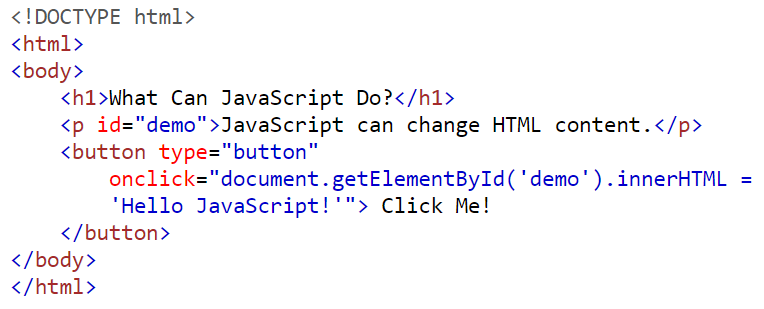 <!DOCTYPE html>
<html>
<body>
    <h1>What Can JavaScript Do?</h1>
    <p id="demo">JavaScript can change HTML content.</p>
    <button type="button"
        onclick="document.getElementById('demo').innerHTML =
        'Hello JavaScript!'"> Click Me!
    </button>
</body>
</html>